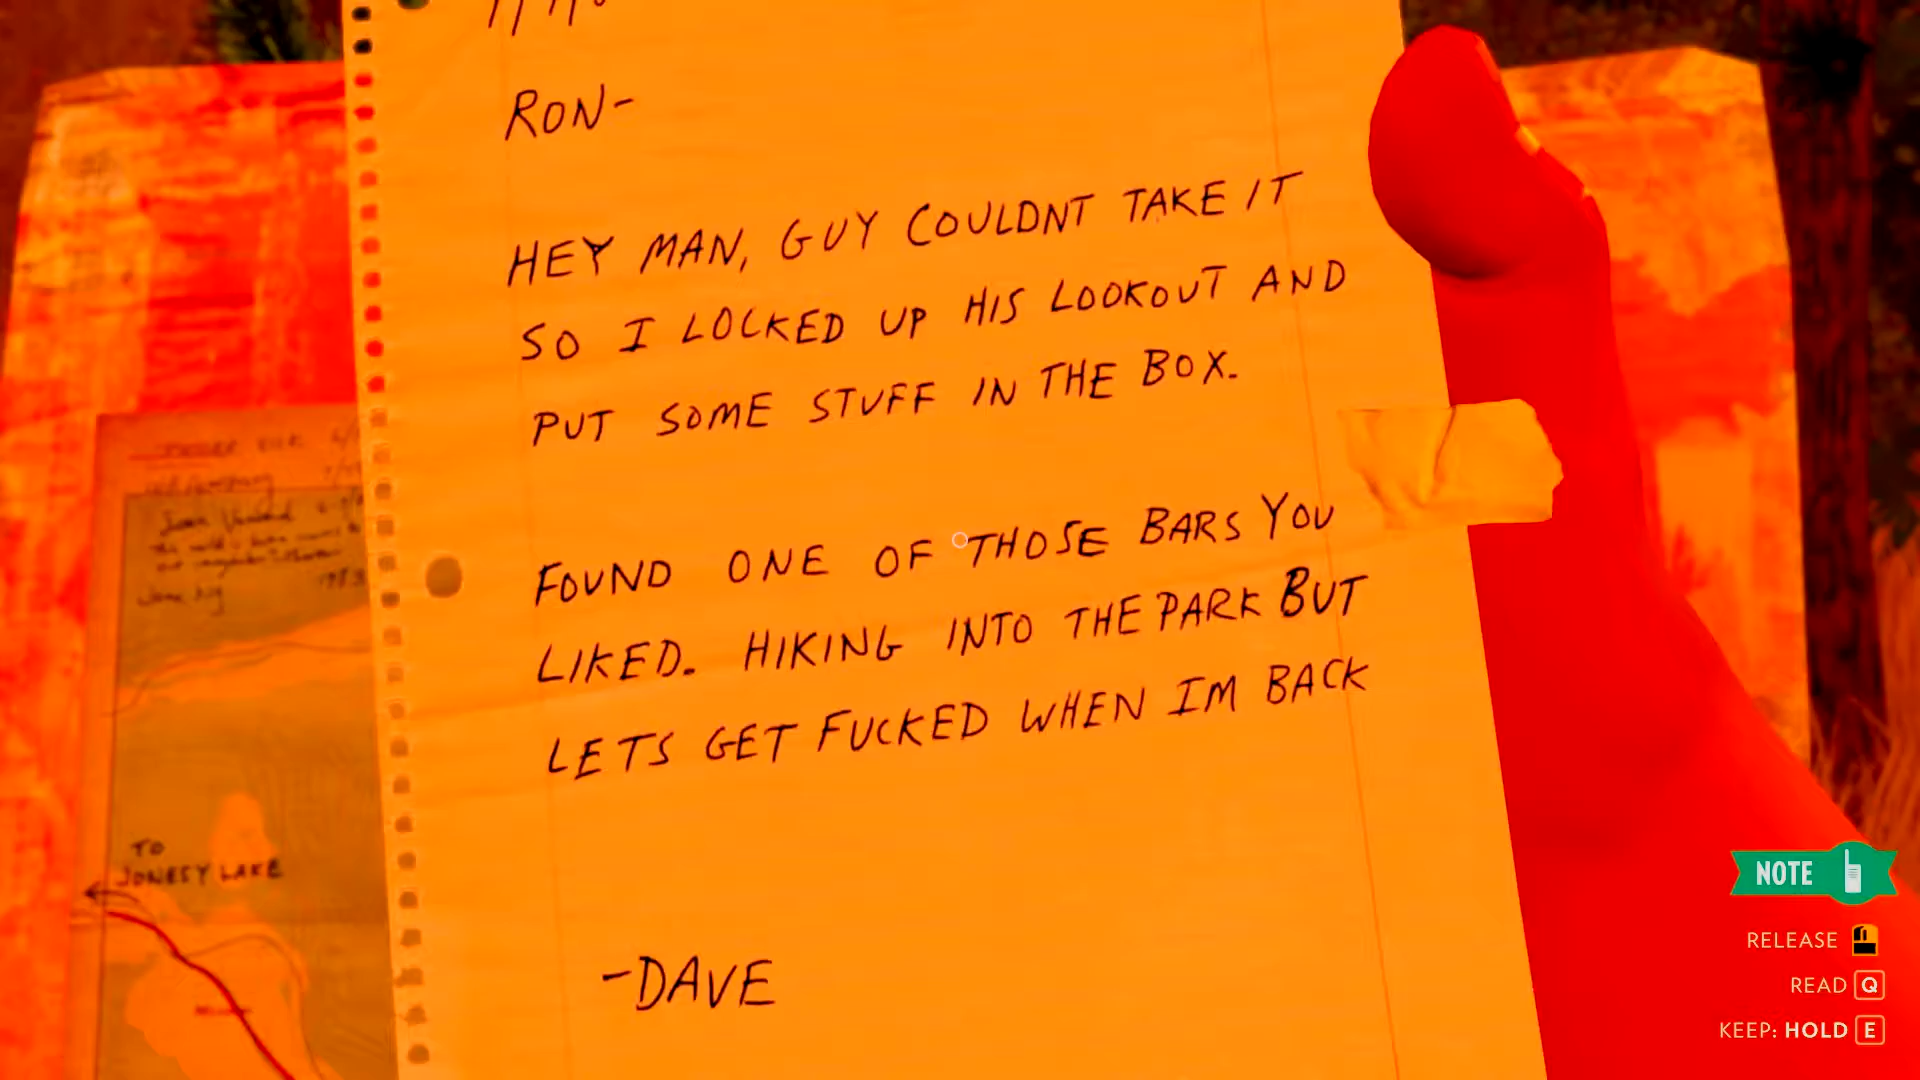 RON-
HEY MAN, GUY COULDNT TAKE IT
SO I LOCKED UP HIS LOOKOUT AND
PUT SOME STUFF IN THE BOX.
FOUND ONE OF THOSE BARS YOU
LIKED. HIKING INTO THE PARK BUT
LETS GET FUCKED WHEN IM BACK
-DAVE
TO
JONESY LAKE
NOTE
RELEASE
READ Q
KEEP: HOLD E